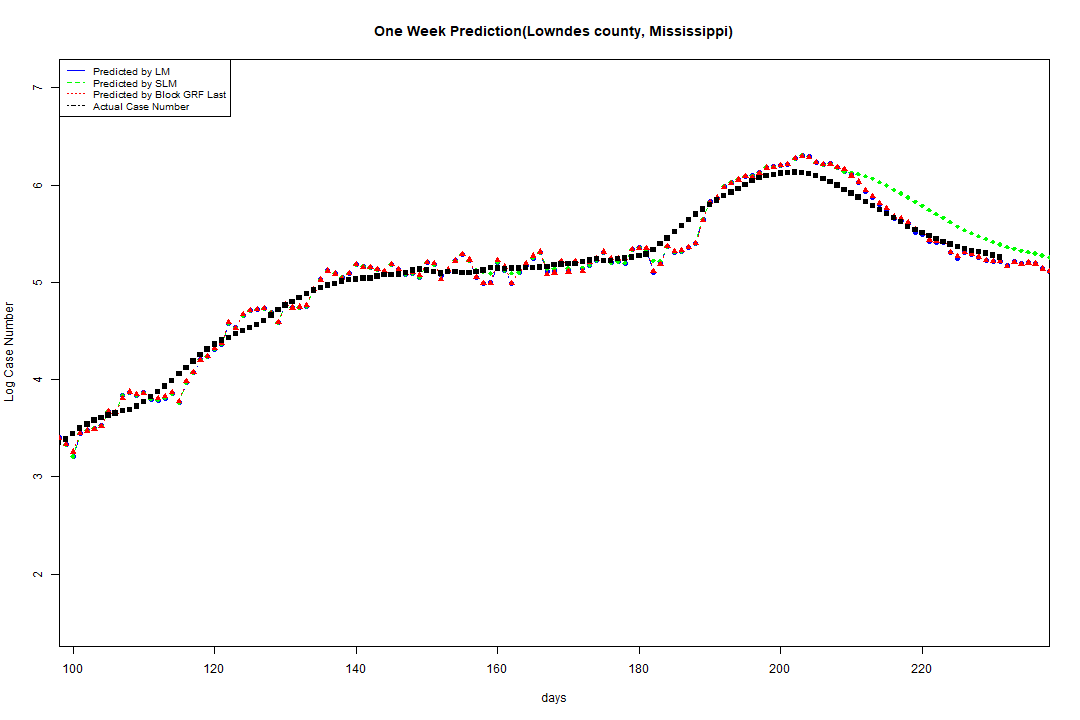 One Week Prediction(Lowndes county, Mississippi)
Predicted by LM
Predicted by SLM
Predicted by Block GRF Last
Actual Case Number
7
6
5
4
3
2
Log Case Number
100 120 140 160 180 200 220
days